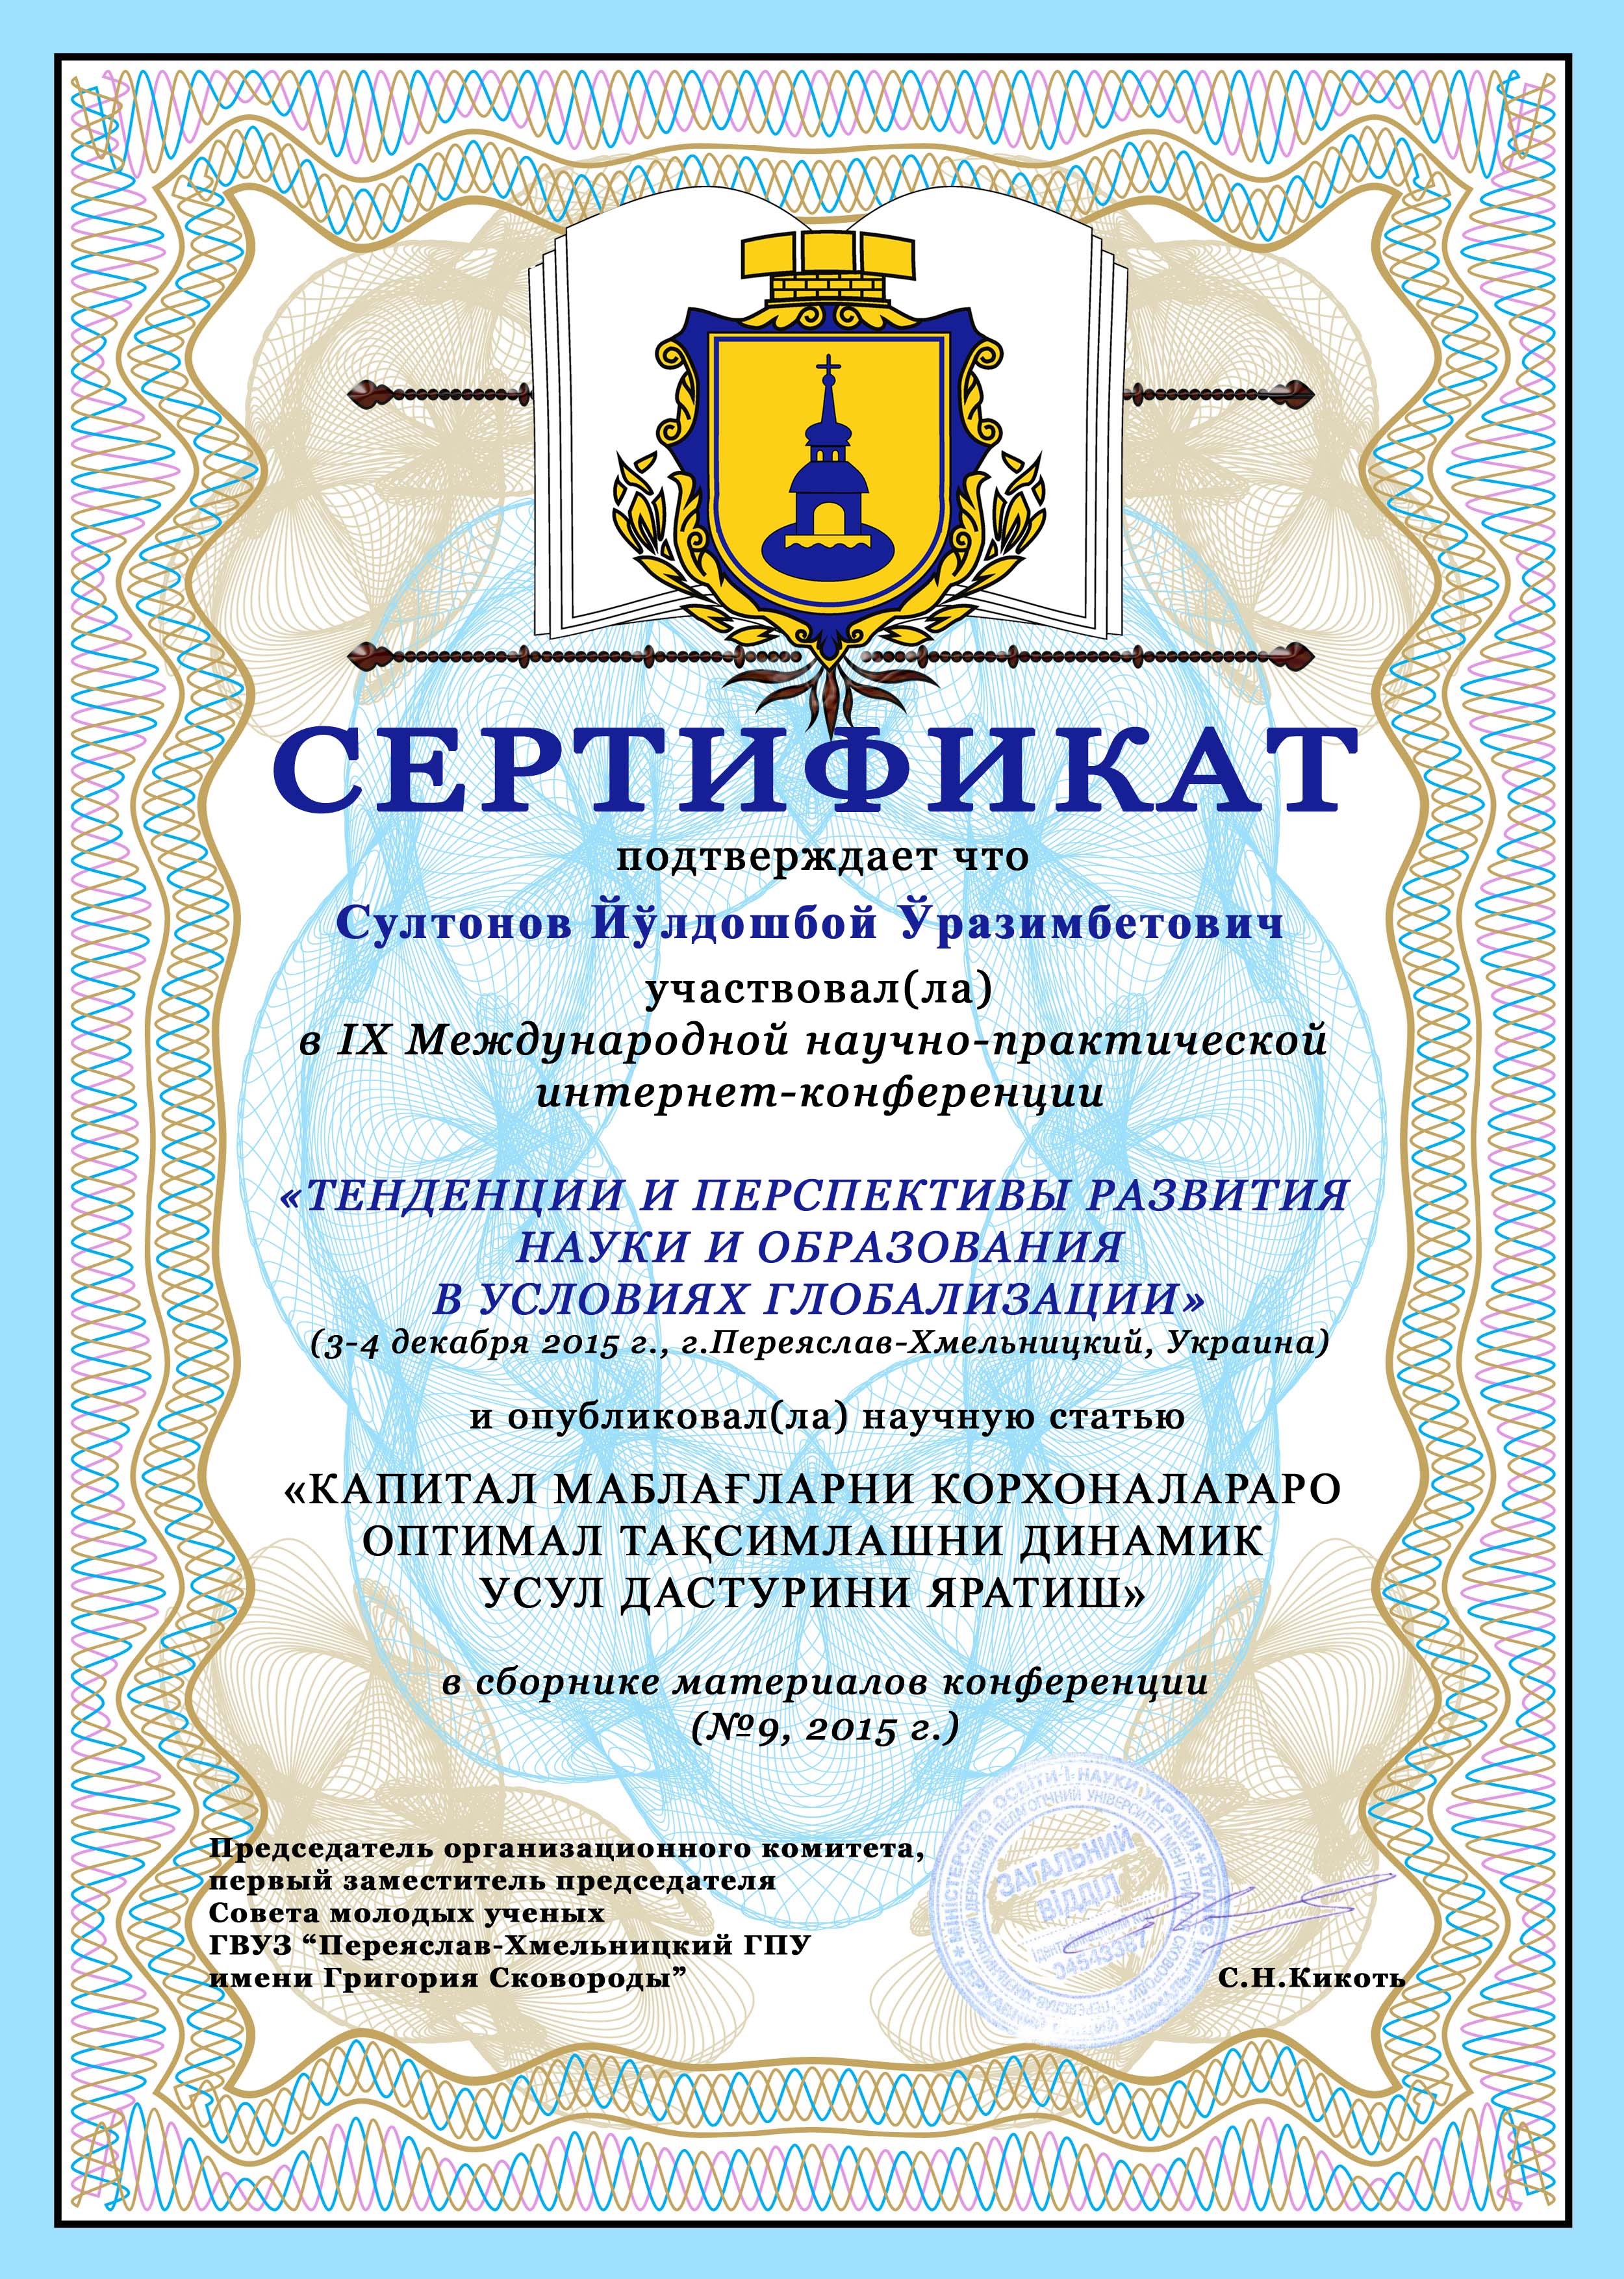 СЕРТИФИКАТ
подтверждает что
Султонов Йўлдошбой Ўразимбетович
участвовал(ла)
в IX Международной научно-практической
интернет-конференции
«ТЕНДЕНЦИИ И ПЕРСПЕКТИВЫ РАЗВИТИЯ
НАУКИ И ОБРАЗОВАНИЯ
В УСЛОВИЯХ ГЛОБАЛИЗАЦИИ»
(3-4 декабря 2015 г., г.Переяслав-Хмельницкий, Украина)
и опубликовал(ла) научную статью
«КАПИТАЛ МАБЛАҒЛАРНИ КОРХОНАЛАРАРО
ОПТИМАЛ ТАҚСИМЛАШНИ ДИНАМИК
УСУЛ ДАСТУРИНИ ЯРАТИШ»
в сборнике материалов конференции
(№9, 2015 г.)
Председатель организационного комитета,
первый заместитель председателя
Совета молодых ученых
ГВУЗ “Переяслав-Хмельницкий ГПУ
имени Григория Сковороды”
С.Н.Кикоть
МІНІСТЕРСТВО ОСВІТИ І НАУКИ УКРАЇНИ
ЗАГАЛЬНИЙ
ВІДДІЛ